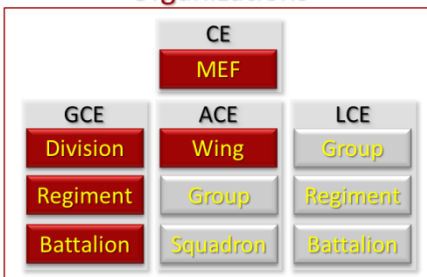 CE
MEF
GCE ACE LCE
Division Wing Group
Regiment Group Regiment
Battalion Squadron Battalion